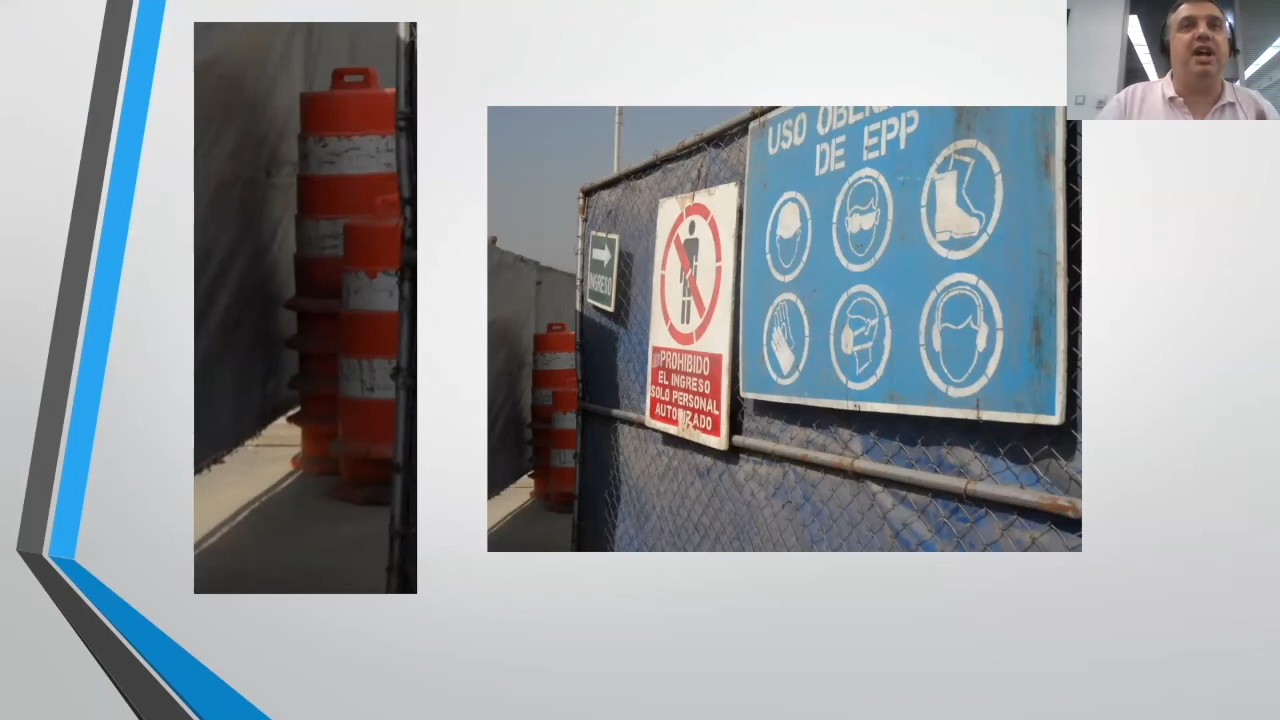 USO
DE EPP
INGRESO
PROHIBIDO
EL INGRESO
SOLO PERSONAL
AUTORIZADO